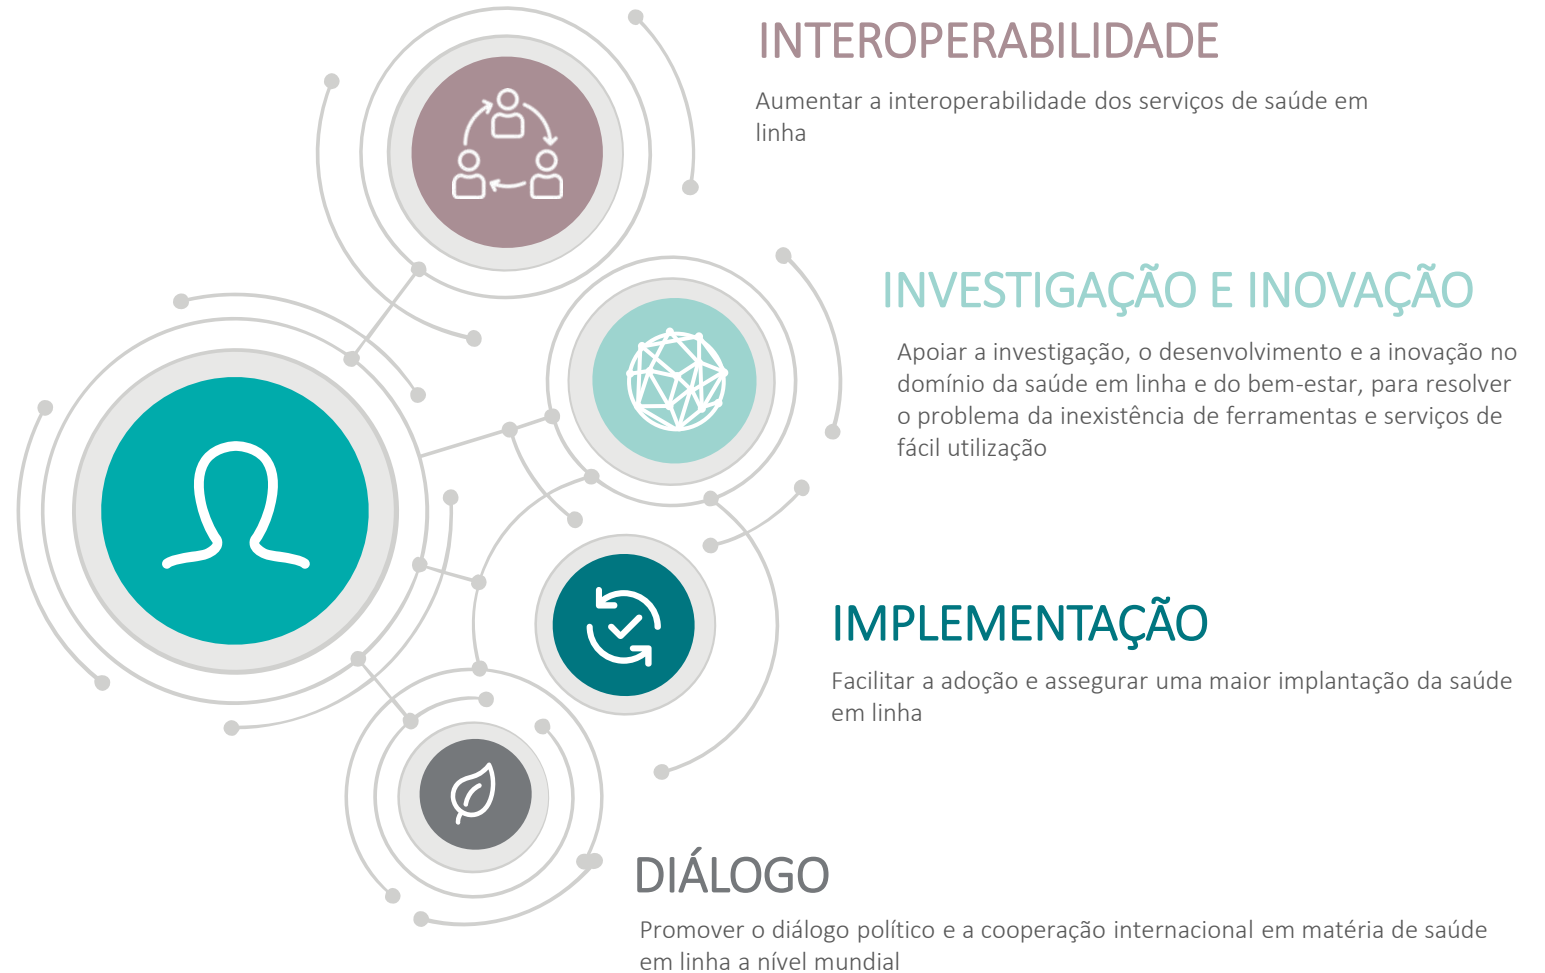 INTEROPERABILIDADE
Aumentar a interoperabilidade dos serviços de saúde em
linha
INVESTIGAÇÃO E INOVAÇÃO
Apoiar a investigação, o desenvolvimento e a inovação no
domínio da saúde em linha e do bem-estar, para resolver
o problema da inexistência de ferramentas e serviços de
fácil utilização
IMPLEMENTAÇÃO
Facilitar a adoção e assegurar uma maior implantação da saúde
em linha
DIÁLOGO
Promover o diálogo político e a cooperação internacional em matéria de saúde
em linha a nível mundial